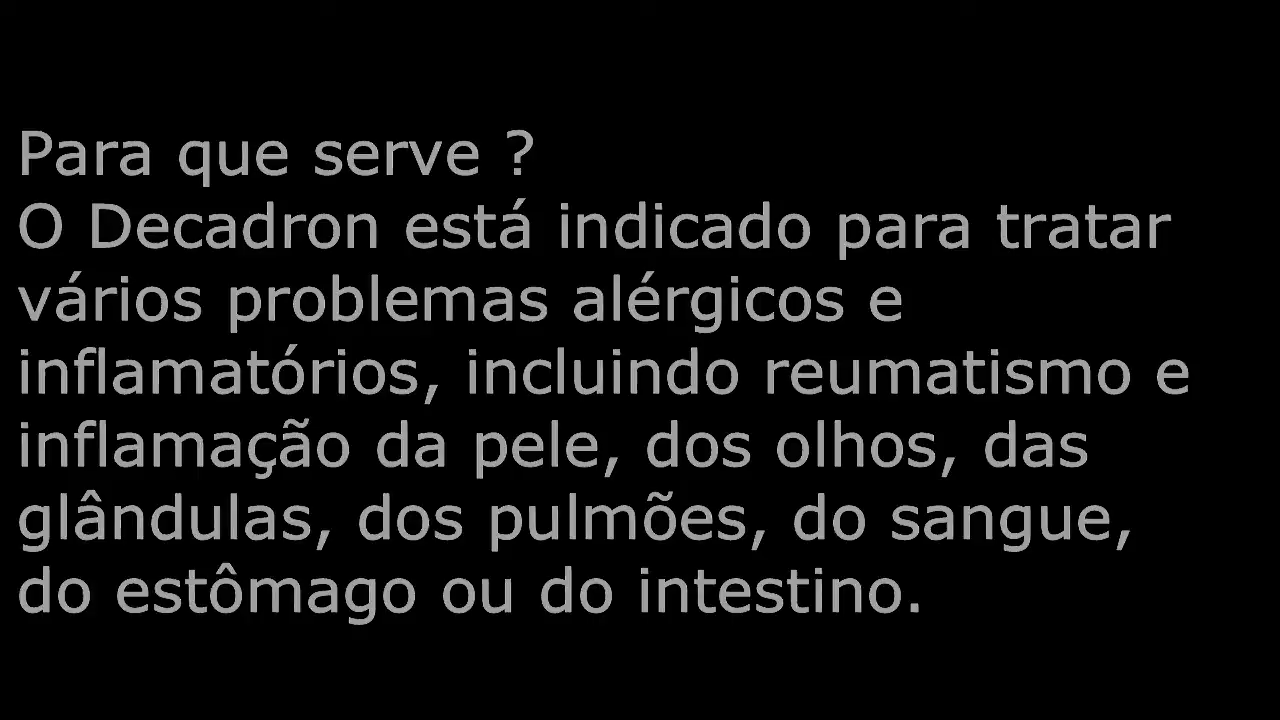 Para que serve ?
O Decadron está indicado para tratar
vários problemas alérgicos e
inflamatórios, incluindo reumatismo e
inflamação da pele, dos olhos, das
glândulas, dos pulmões, do sangue,
do estômago ou do intestino.